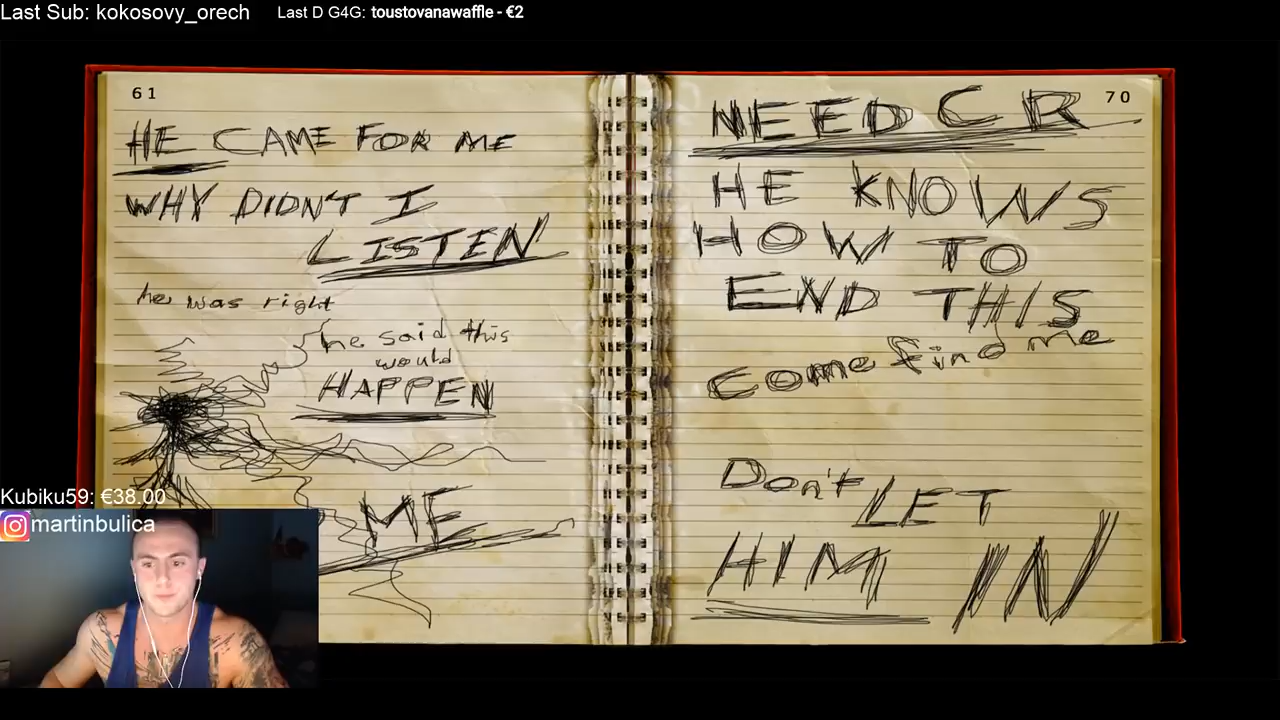 Last Sub: kokosovy_orech
Last D G4G: toustovanawaffle - €2
61
HE CAME FOR ME
WHY DIDN'T I
LISTEN
he was right
he said this
would
HAPPEN
ME
70
NEED CR
HE KNOWS
HOW TO
END THIS
come find me
Don't LET
HIM IN
Kubiku59: €38.00
martinbulica